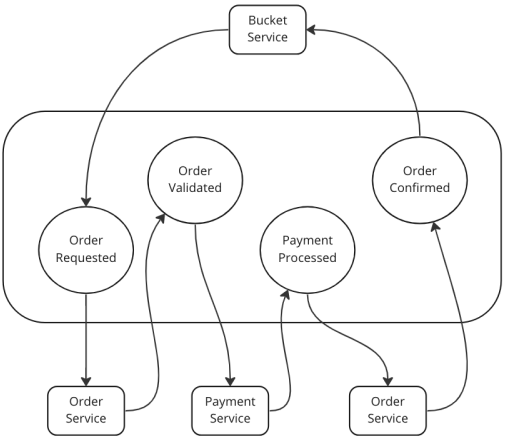 Bucket
Service
Order
Validated
Order
Confirmed
Order
Requested
Payment
Processed
Order
Service
Payment
Service
Order
Service